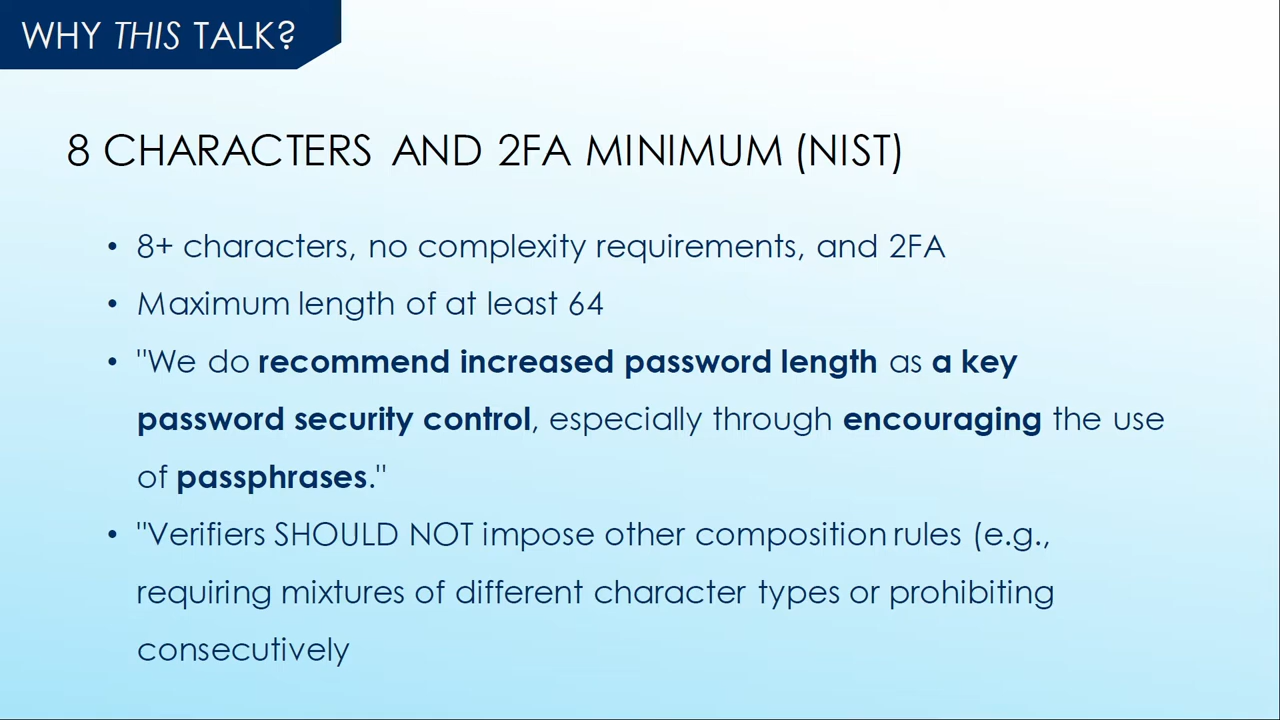 WHY THIS TALK?
8 CHARACTERS AND 2FA MINIMUM (NIST)
• 8+ characters, no complexity requirements, and 2FA
• Maximum length of at least 64
• "We do recommend increased password length as a key
password security control, especially through encouraging the use
of passphrases."
• "Verifiers SHOULD NOT impose other composition rules (e.g.,
requiring mixtures of different character types or prohibiting
consecutively